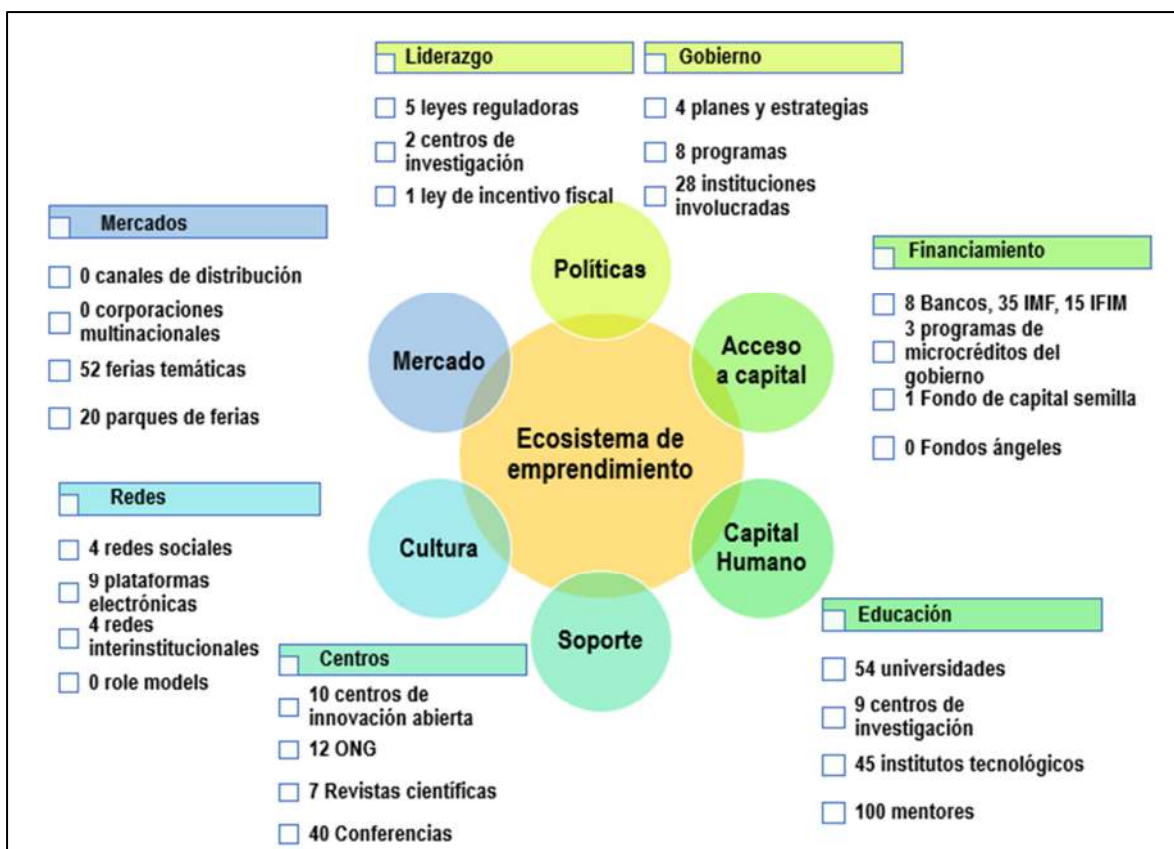 Liderazgo
5 leyes reguladoras
2 centros de
investigación
1 ley de incentivo fiscal
Gobierno
4 planes y estrategias
8 programas
28 instituciones
involucradas
Mercados
0 canales de distribución
0 corporaciones
multinacionales
52 ferias temáticas
20 parques de ferias
Financiamiento
8 Bancos, 35 IMF, 15 IFIM
3 programas de
microcréditos del
gobierno
1 Fondo de capital semilla
0 Fondos ángeles
Políticas
Mercado
Acceso
a capital
Ecosistema de
emprendimiento
Cultura
Capital
Humano
Soporte
Redes
4 redes sociales
9 plataformas
electrónicas
4 redes
interinstitucionales
0 role models
Centros
10 centros de
innovación abierta
12 ONG
7 Revistas científicas
40 Conferencias
Educación
54 universidades
9 centros de
investigación
45 institutos tecnológicos
100 mentores